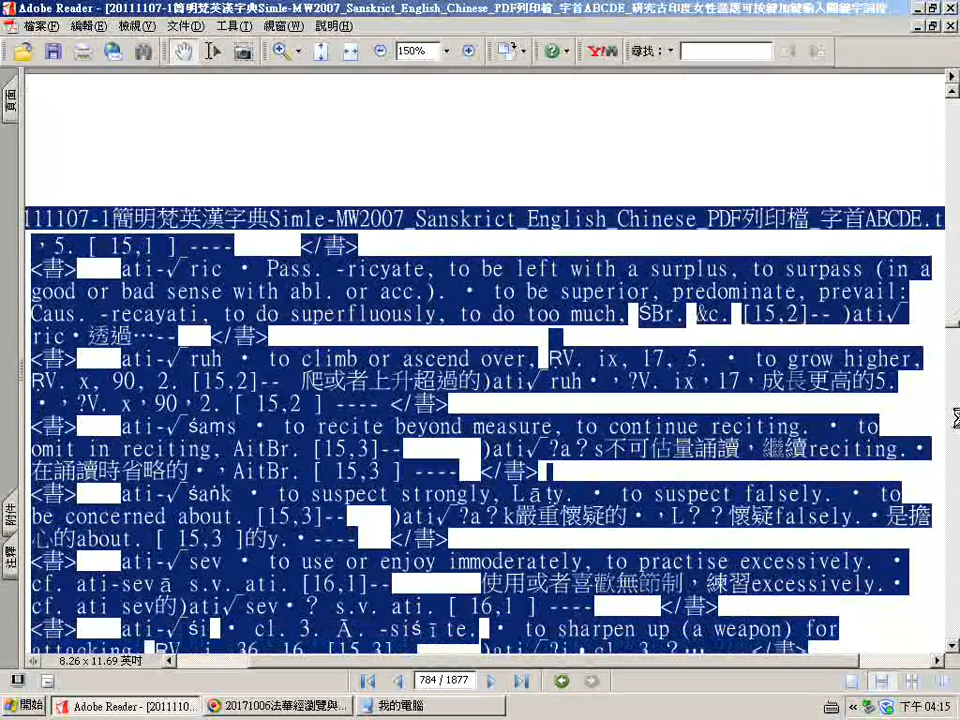 Adobe Reader - [20111107-1簡明梵英漢字典Simle-MW2007_Sanskrict_English_Chinese_PDF列印檔_字首ABCDE_研究古印度女性議題可按鍵加鍵輸入關鍵字詞搜
檔案(F) 編輯(E) 檢視(V) 文件(D) 工具(T) 視窗(W) 說明(H)
150% Y! 尋找：
頁面
111107-1簡明梵英漢字典Simle-MW2007_Sanskrict_English_Chinese_PDF列印檔_字首ABCDE.t
，5. [ 15,1 ] ---- </書>
<書> ati-√ ric • Pass. -ricyate, to be left with a surplus, to surpass (in a
good or bad sense with abl. or acc.). • to be superior, predominate, prevail:
Caus. -recayati, to do superfluously, to do too much, ŚBr. &c. [15,2]-- )ati√
ric•透過…-- </書>
<書> ati-√ ruh • to climb or ascend over, RV. ix, 17, 5. • to grow higher,
RV. x, 90, 2. [15,2]-- 爬或者上升超過的)ati√ ruh•，?V. ix，17，成長更高的5.
•，?V. x，90，2. [ 15,2 ] ---- </書>
<書> ati-√ śaṃs • to recite beyond measure, to continue reciting. • to
omit in reciting, AitBr. [15,3]-- )ati√ ?a？s不可估量誦讀，繼續reciting.•
在誦讀時省略的•，AitBr. [ 15,3 ] ---- </書>
<書> ati-√ śaṅk • to suspect strongly, Lāṭy. • to suspect falsely. • to
be concerned about. [15,3]-- )ati√ ?a？k嚴重懷疑的•，L？？懷疑falsely.•是擔
心的about. [ 15,3 ]的y.•---- </書>
<書> ati-√ sev • to use or enjoy immoderately, to practise excessively. •
cf. ati-sevā s.v. ati. [16,1]-- 使用或者喜歡無節制，練習excessively.•
cf. ati sev的)ati√ sev•？ s.v. ati. [ 16,1 ] ---- </書>
<書> ati-√ śi • cl. 3. Ā. -siśīte. • to sharpen up (a weapon) for
attacking, RV. i, 36, 16. [15,3]-- )ati√ ?i•cl. 3 ？… </書>
附件
註釋
8.26 x 11.69 英吋
784 / 1877
開始 Adobe Reader - [2011110... 20171006法華經瀏覽與... 我的電腦 下午 04:15